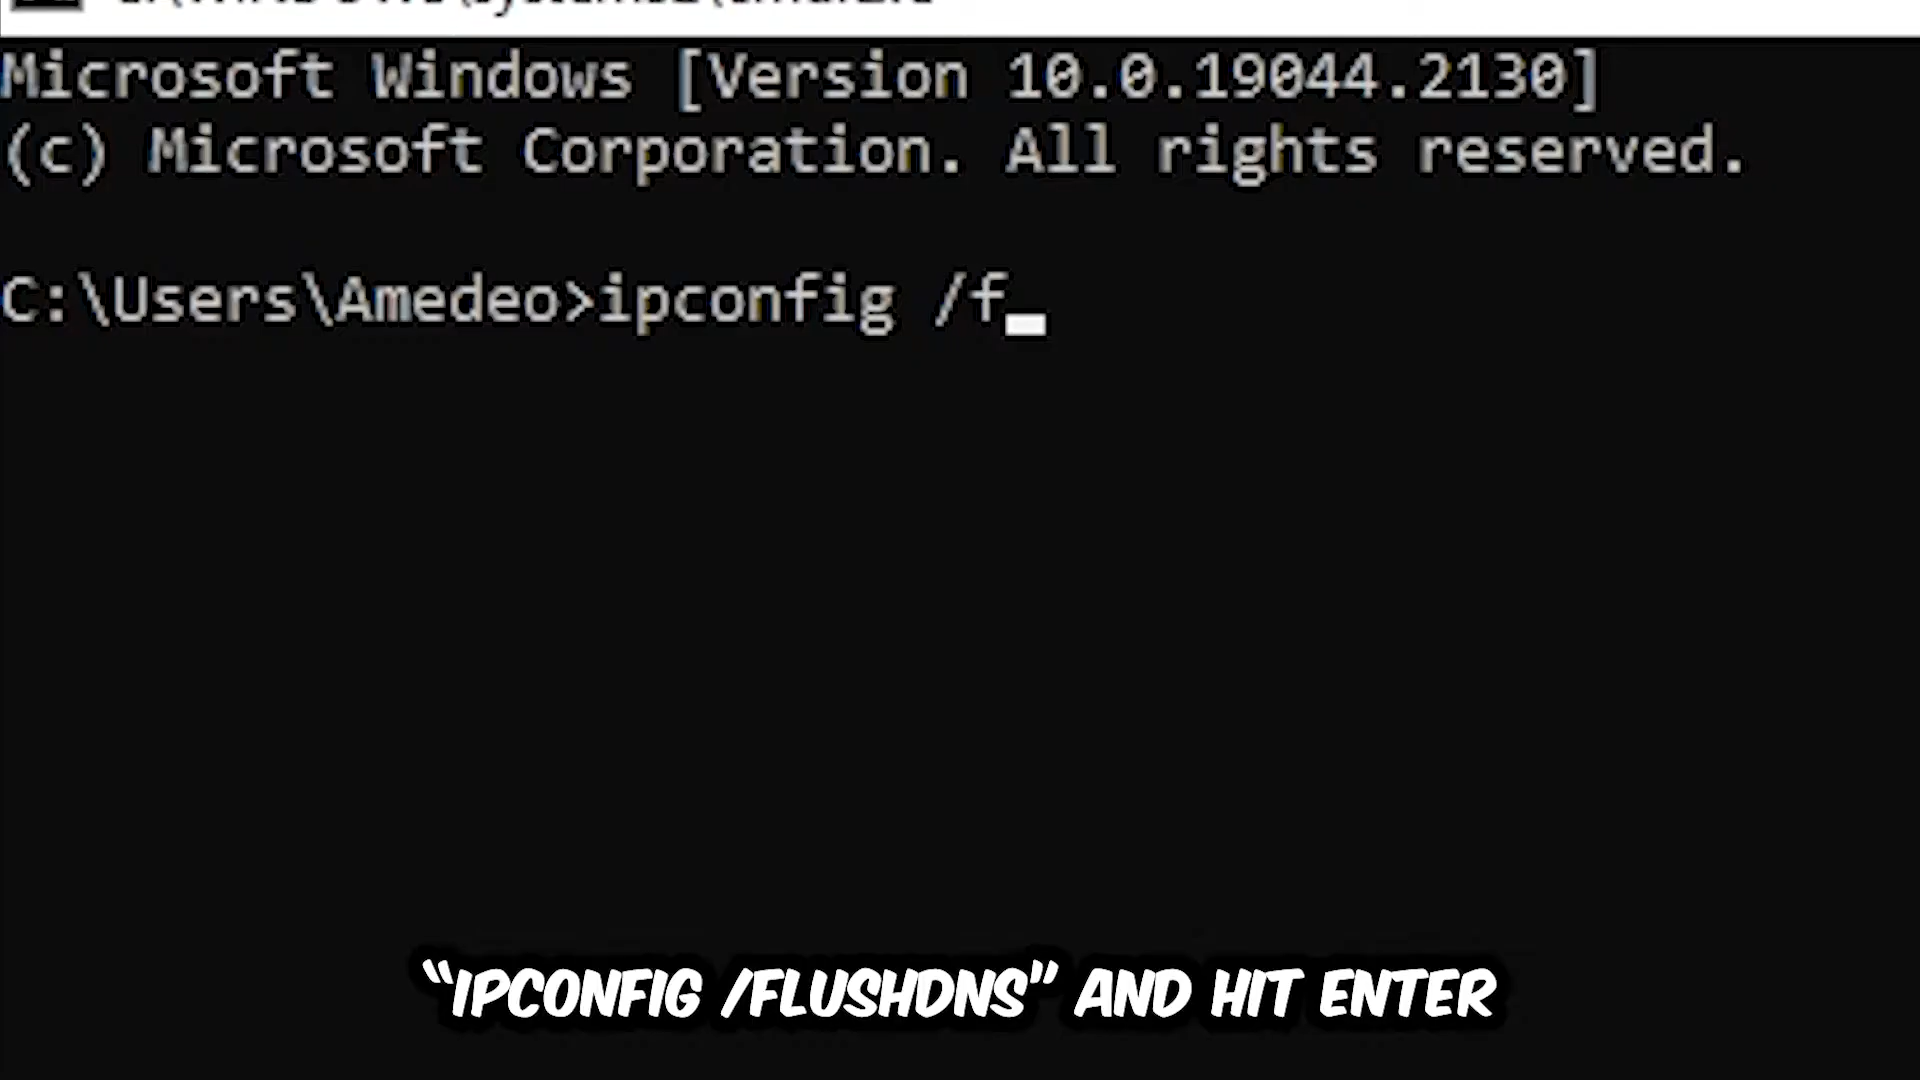 Microsoft Windows [Version 10.0.19044.2130]
(c) Microsoft Corporation. All rights reserved.
C:\Users\Amedeo>ipconfig /f
“IPCONFIG /FLUSHDNS” AND HIT ENTER